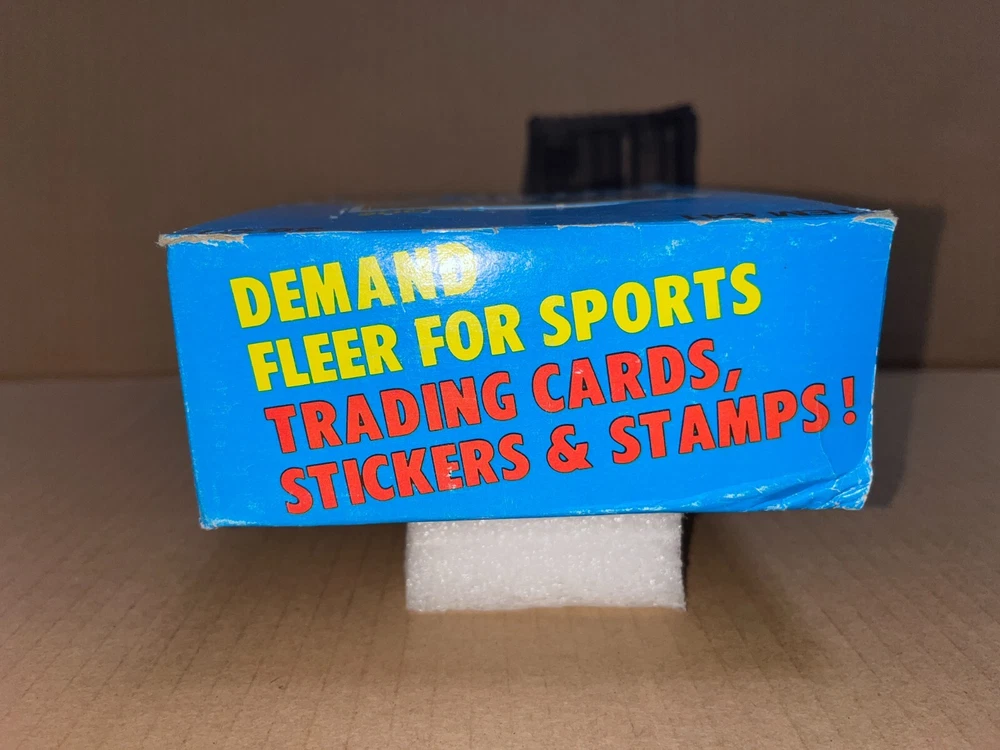 DEMAND
FLEER FOR SPORTS
TRADING CARDS,
STICKERS & STAMPS!